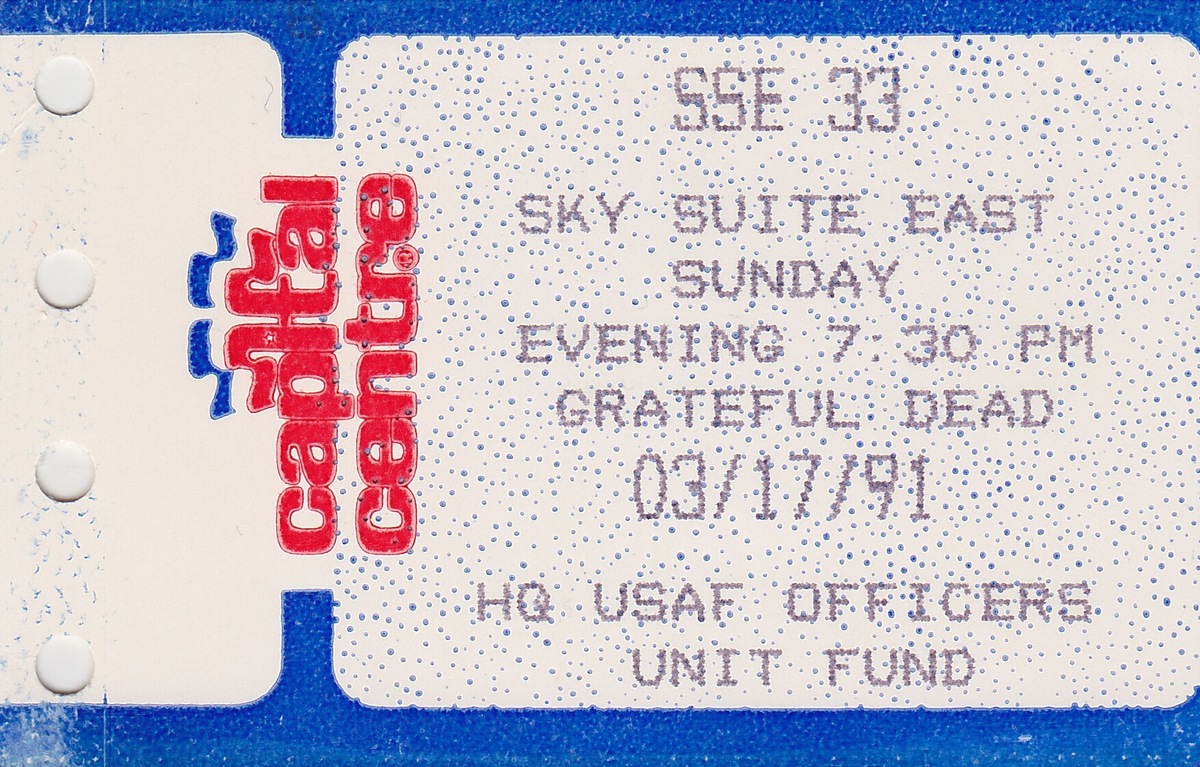 SSE 33
SKY SUITE EAST
SUNDAY
EVENING 7:30 PM
GRATEFUL DEAD
03/17/91
HQ USAF OFFICERS
UNIT FUND
capital
centre®